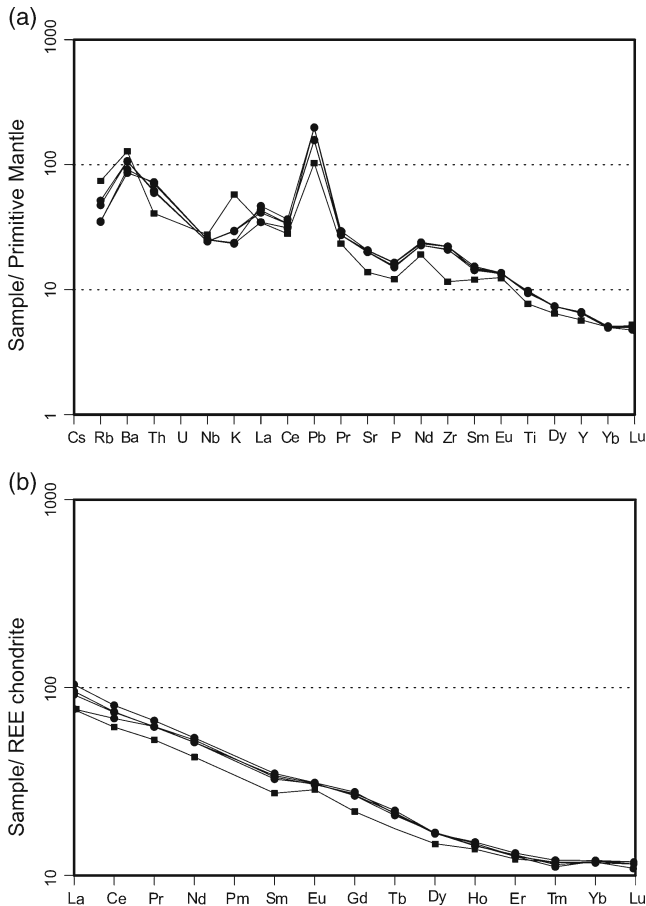 (a)
1000
100
10
1
Sample/ Primitive Mantle
Cs Rb Ba Th U Nb K La Ce Pb Pr Sr P Nd Zr Sm Eu Ti Dy Y Yb Lu
(b)
1000
100
10
Sample/ REE chondrite
La Ce Pr Nd Pm Sm Eu Gd Tb Dy Ho Er Tm Yb Lu